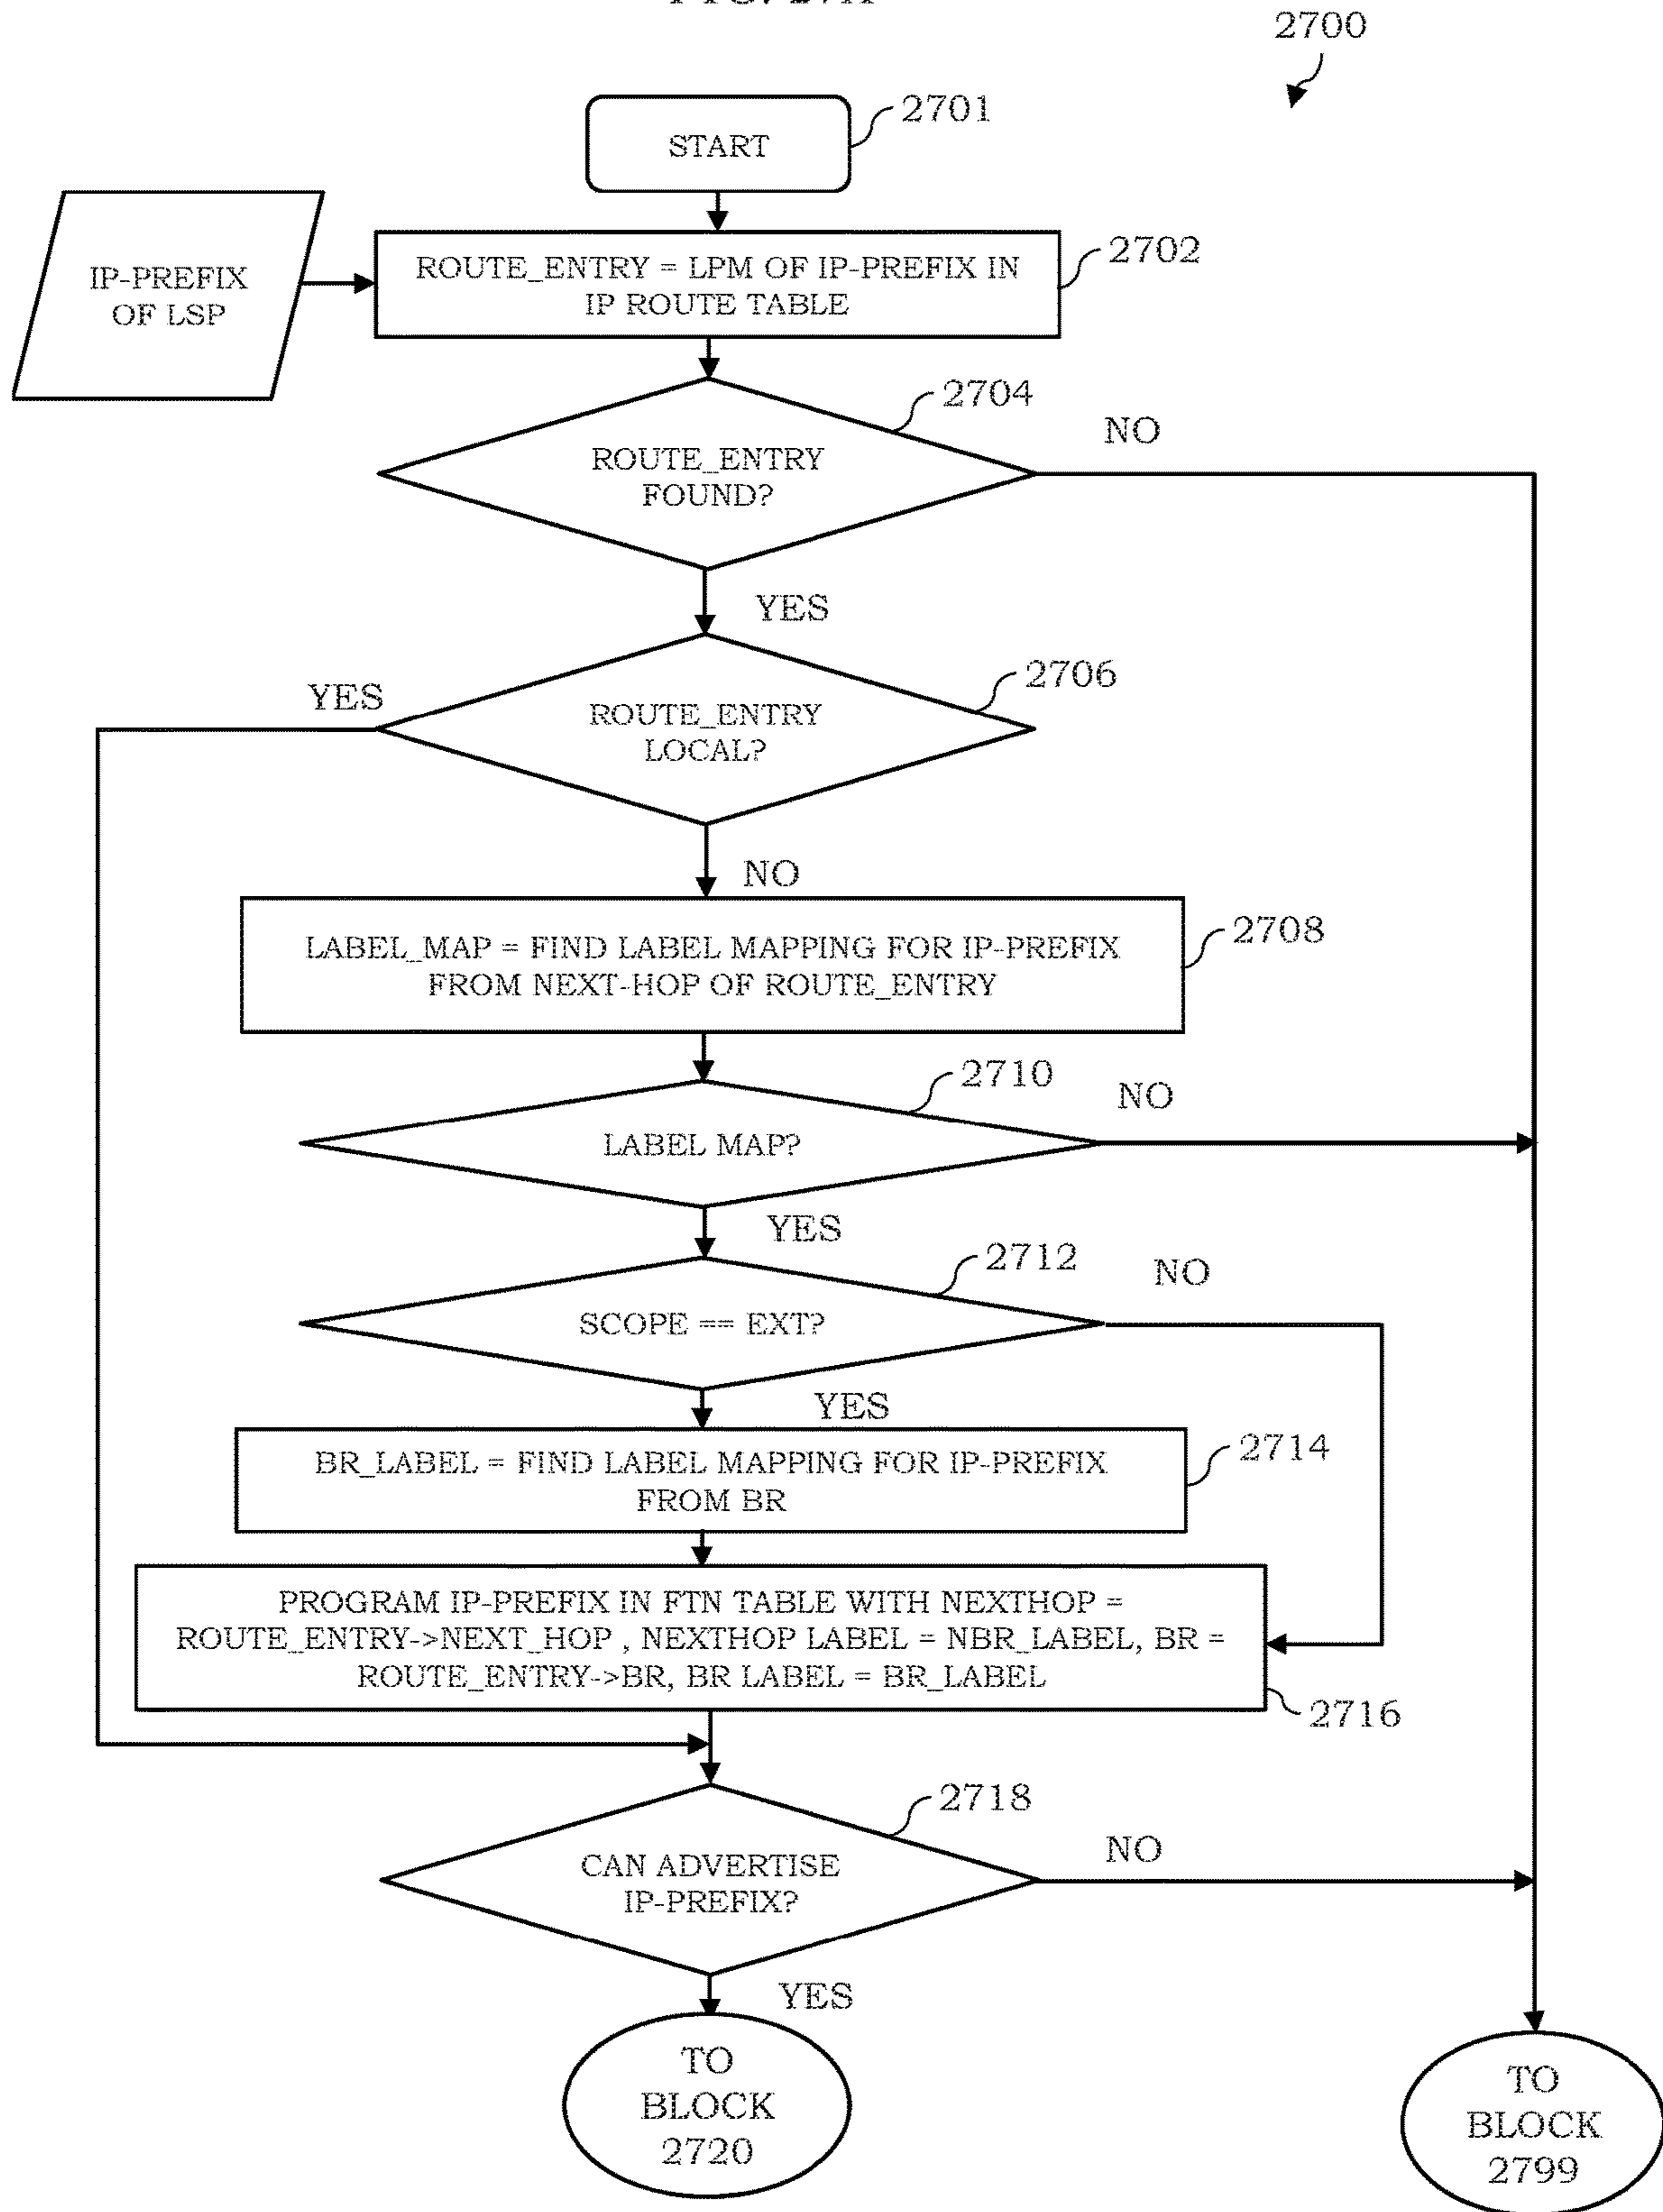 2700
START
2701
IP-PREFIX
OF LSP
ROUTE_ENTRY = LPM OF IP-PREFIX IN
IP ROUTE TABLE
2702
2704
NO
ROUTE_ENTRY
FOUND?
YES
2706
YES
ROUTE_ENTRY
LOCAL?
NO
2708
LABEL_MAP = FIND LABEL MAPPING FOR IP-PREFIX
FROM NEXT-HOP OF ROUTE_ENTRY
2710
NO
LABEL MAP?
YES
2712
NO
SCOPE == EXT?
YES
2714
BR_LABEL = FIND LABEL MAPPING FOR IP-PREFIX
FROM BR
PROGRAM IP-PREFIX IN FTN TABLE WITH NEXTHOP =
ROUTE_ENTRY->NEXT_HOP , NEXTHOP LABEL = NBR_LABEL, BR =
ROUTE_ENTRY->BR, BR LABEL = BR_LABEL
2716
2718
NO
CAN ADVERTISE
IP-PREFIX?
YES
TO
BLOCK
2720
TO
BLOCK
2799